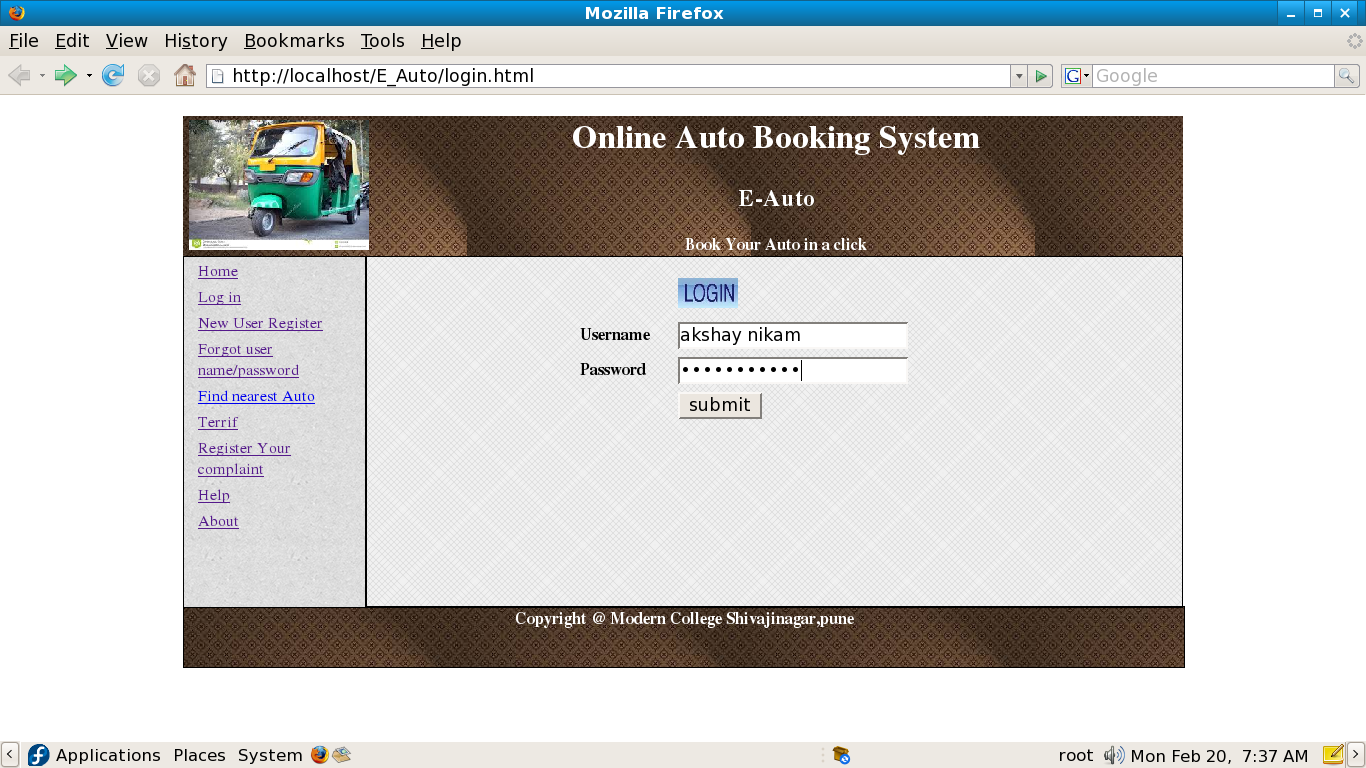 Mozilla Firefox
File Edit View History Bookmarks Tools Help
http://localhost/E_Auto/login.html
G Google
Online Auto Booking System
E-Auto
Book Your Auto in a click
Home
Log in
New User Register
Forgot user
name/password
Find nearest Auto
Terrif
Register Your
complaint
Help
About
LOGIN
Username akshay nikam
Password •••••••••••
submit
Copyright @ Modern College Shivajinagar,pune
Applications Places System root Mon Feb 20, 7:37 AM